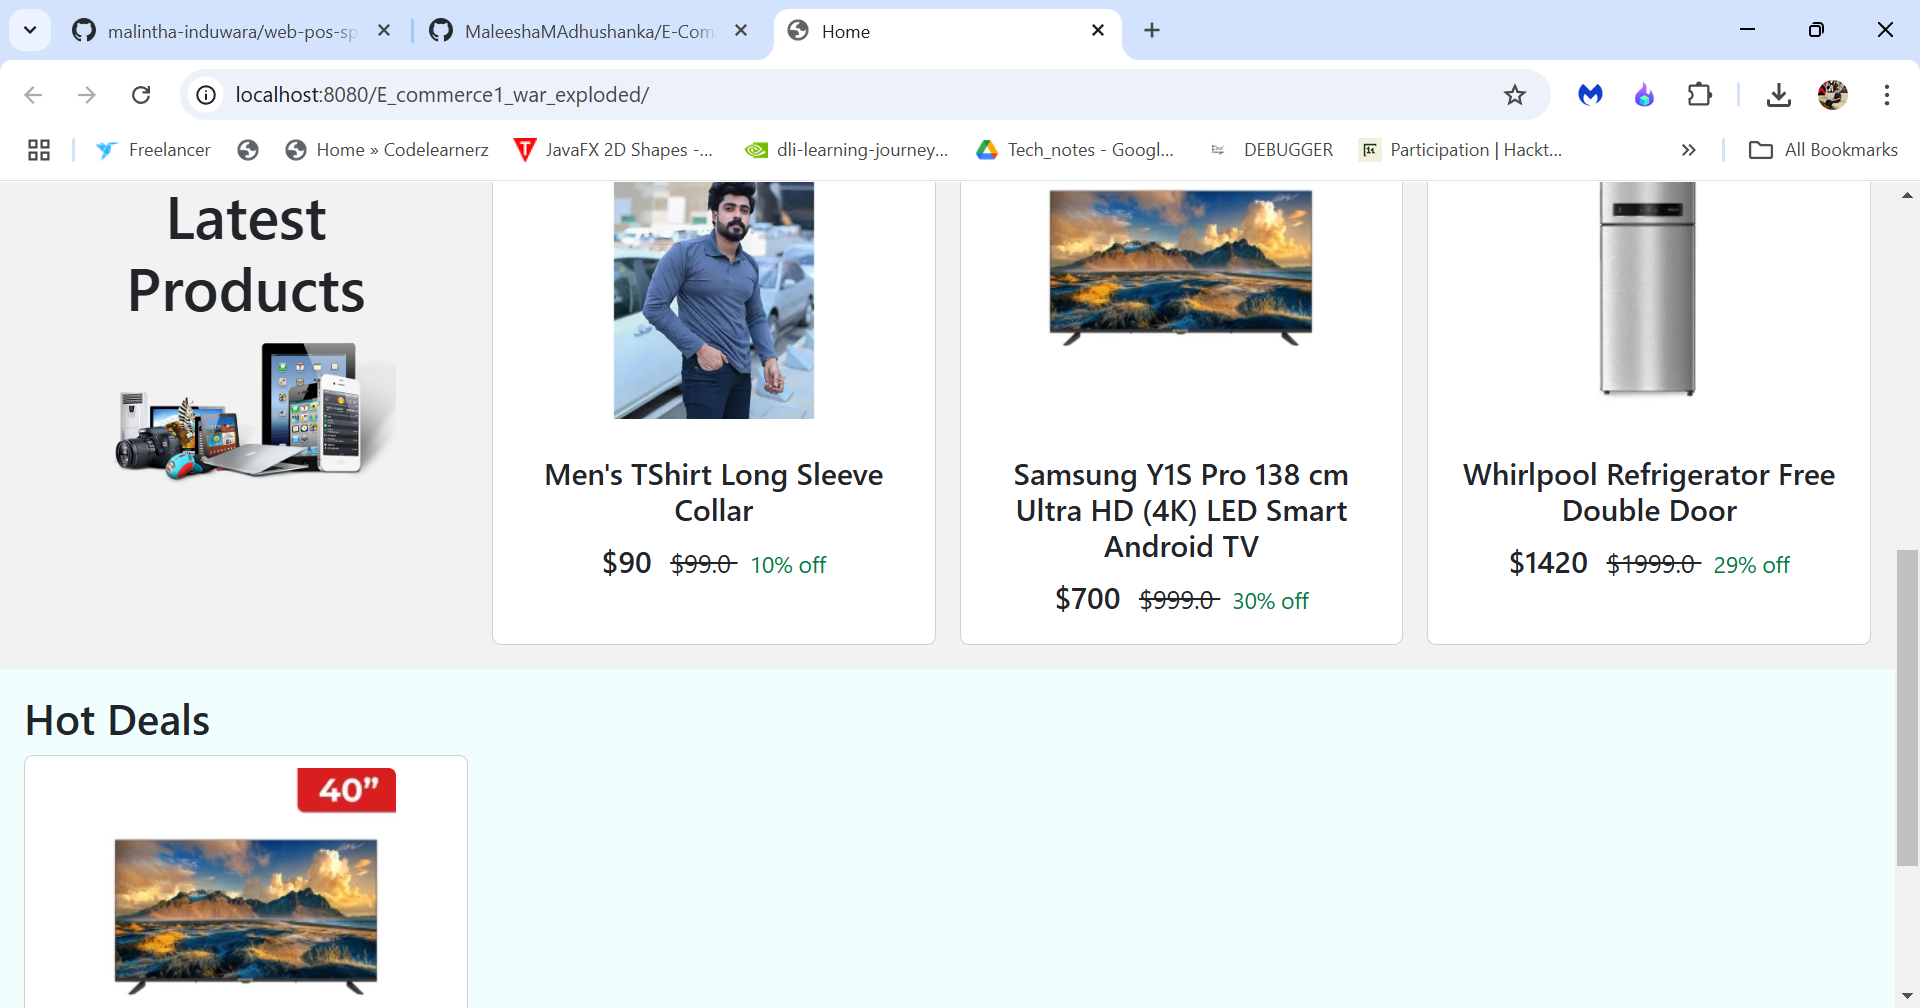 malintha-induwara/web-pos-sp
MaleeshaMAdhushanka/E-Com
Home
localhost:8080/E_commerce1_war_exploded/
Freelancer
Home » Codelearnerz
JavaFX 2D Shapes -...
dli-learning-journey...
Tech_notes - Googl...
DEBUGGER
Participation | Hackt...
All Bookmarks
Latest
Products
Men's TShirt Long Sleeve
Collar
$90 $99.0 10% off
Samsung Y1S Pro 138 cm
Ultra HD (4K) LED Smart
Android TV
$700 $999.0 30% off
Whirlpool Refrigerator Free
Double Door
$1420 $1999.0 29% off
Hot Deals
40”